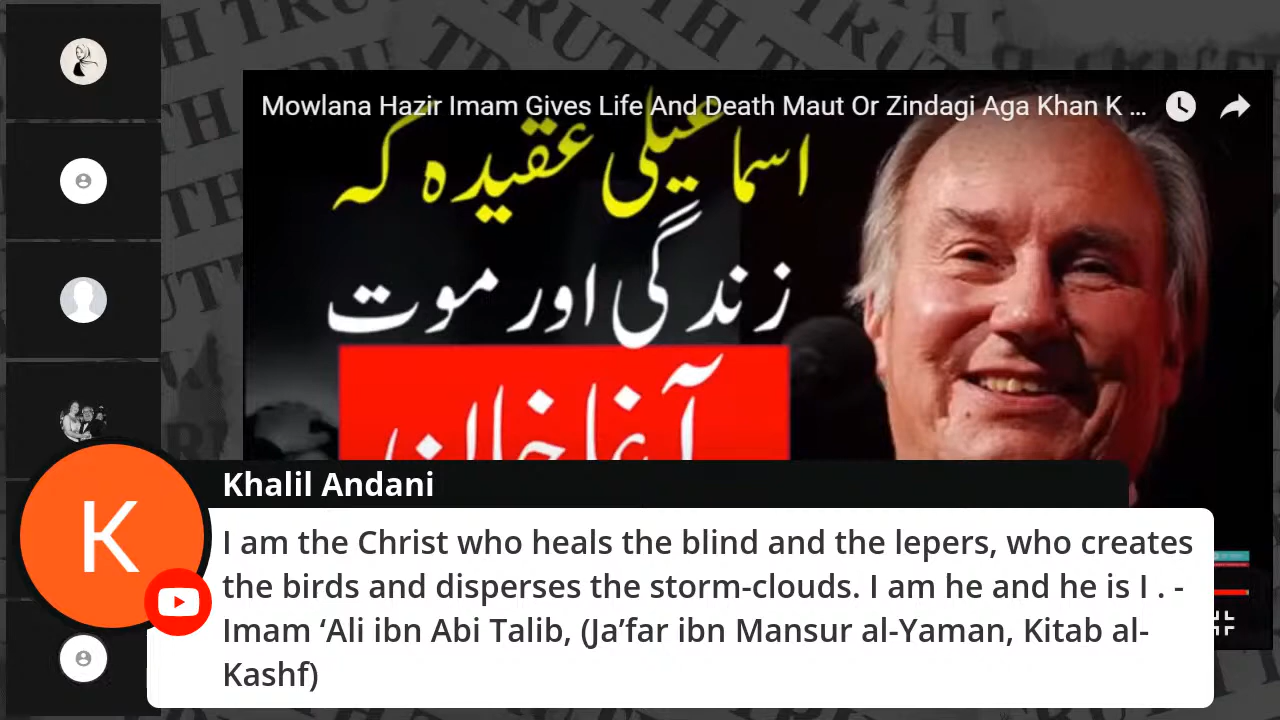 Mowlana Hazir Imam Gives Life And Death Maut Or Zindagi Aga Khan K ...
اسماعیلی عقیدہ کہ
زندگی اور موت
آغا خان
K
Khalil Andani
I am the Christ who heals the blind and the lepers, who creates
the birds and disperses the storm-clouds. I am he and he is I . -
Imam ‘Ali ibn Abi Talib, (Ja’far ibn Mansur al-Yaman, Kitab al-
Kashf)